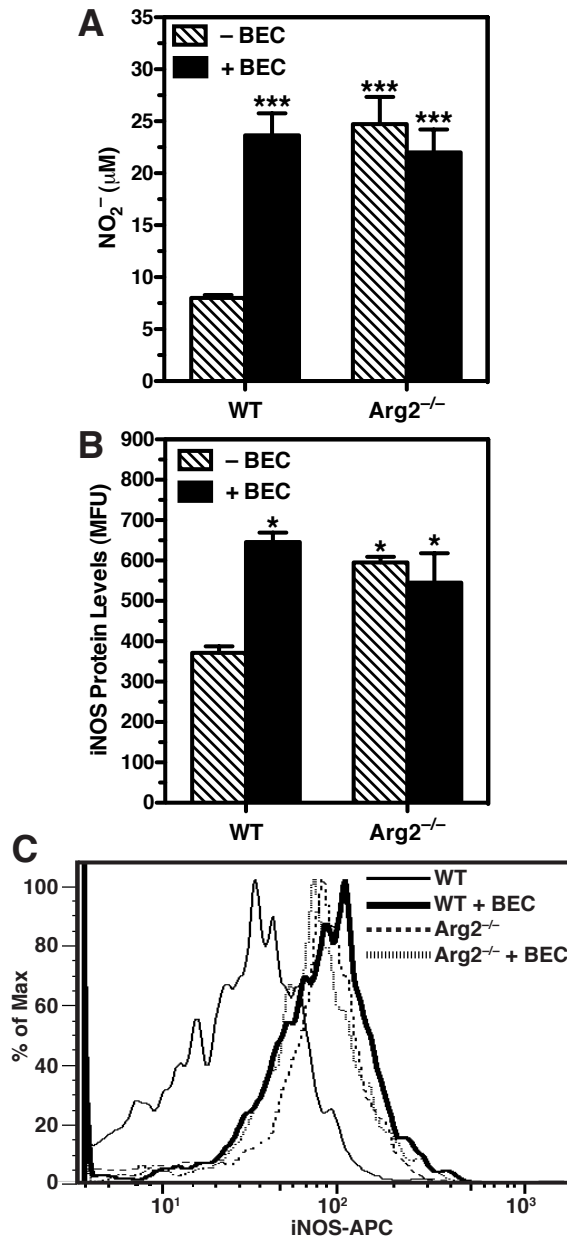 A
– BEC
+ BEC
NO₂⁻ (μM)
35
30
25
20
15
10
5
0
***
***
***
WT
Arg2⁻/⁻
B
– BEC
+ BEC
iNOS Protein Levels (MFU)
900
800
700
600
500
400
300
200
100
0
*
*
*
WT
Arg2⁻/⁻
C
WT
WT + BEC
Arg2⁻/⁻
Arg2⁻/⁻ + BEC
% of Max
100
80
60
40
20
0
10¹
10²
10³
iNOS-APC